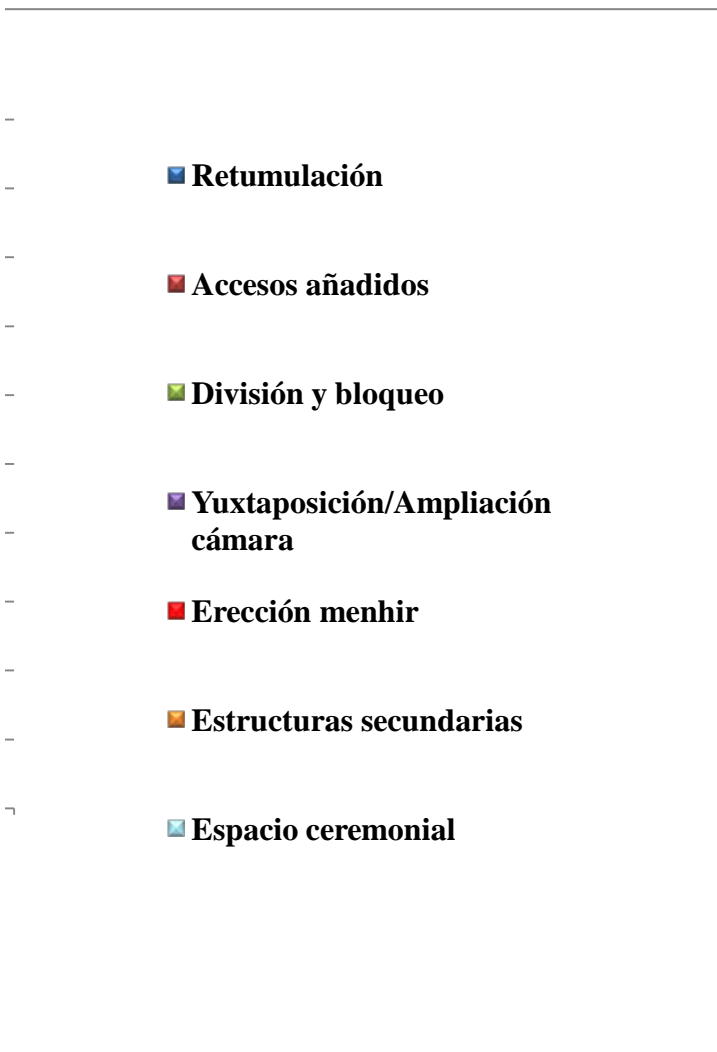 Retumulación
Accesos añadidos
División y bloqueo
Yuxtaposición/Ampliación
cámara
Erección menhir
Estructuras secundarias
Espacio ceremonial